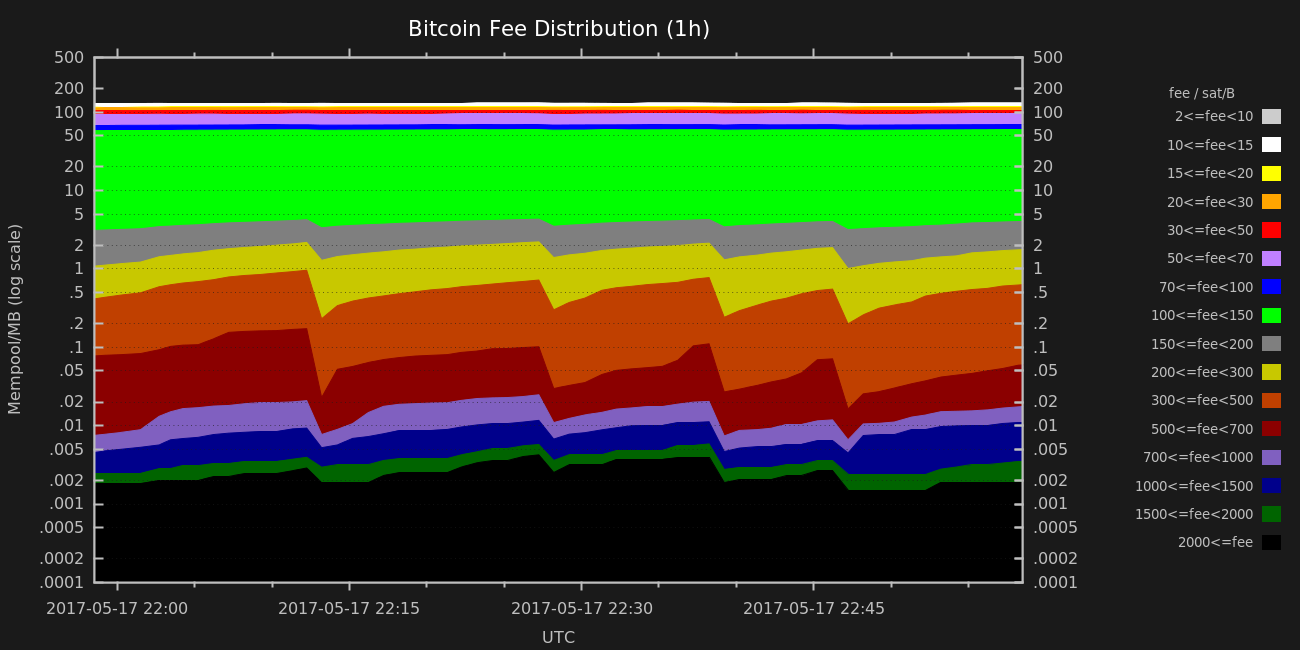 Bitcoin Fee Distribution (1h)
Mempool/MB (log scale)
500
200
100
50
20
10
5
2
1
.5
.2
.1
.05
.02
.01
.005
.002
.001
.0005
.0002
.0001
500
200
100
50
20
10
5
2
1
.5
.2
.1
.05
.02
.01
.005
.002
.001
.0005
.0002
.0001
2017-05-17 22:00 2017-05-17 22:15 2017-05-17 22:30 2017-05-17 22:45
UTC
fee / sat/B
2<=fee<10
10<=fee<15
15<=fee<20
20<=fee<30
30<=fee<50
50<=fee<70
70<=fee<100
100<=fee<150
150<=fee<200
200<=fee<300
300<=fee<500
500<=fee<700
700<=fee<1000
1000<=fee<1500
1500<=fee<2000
2000<=fee